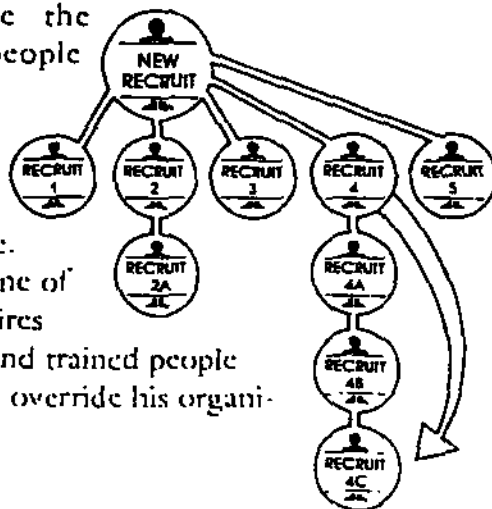 e the
people
NEW
RECRUIT
RECRUIT
1
RECRUIT
2
RECRUIT
3
RECRUIT
4
RECRUIT
5
RECRUIT
2A
RECRUIT
4A
RECRUIT
4B
RECRUIT
4C
e.
ne of
ires
nd trained people
override his organi-